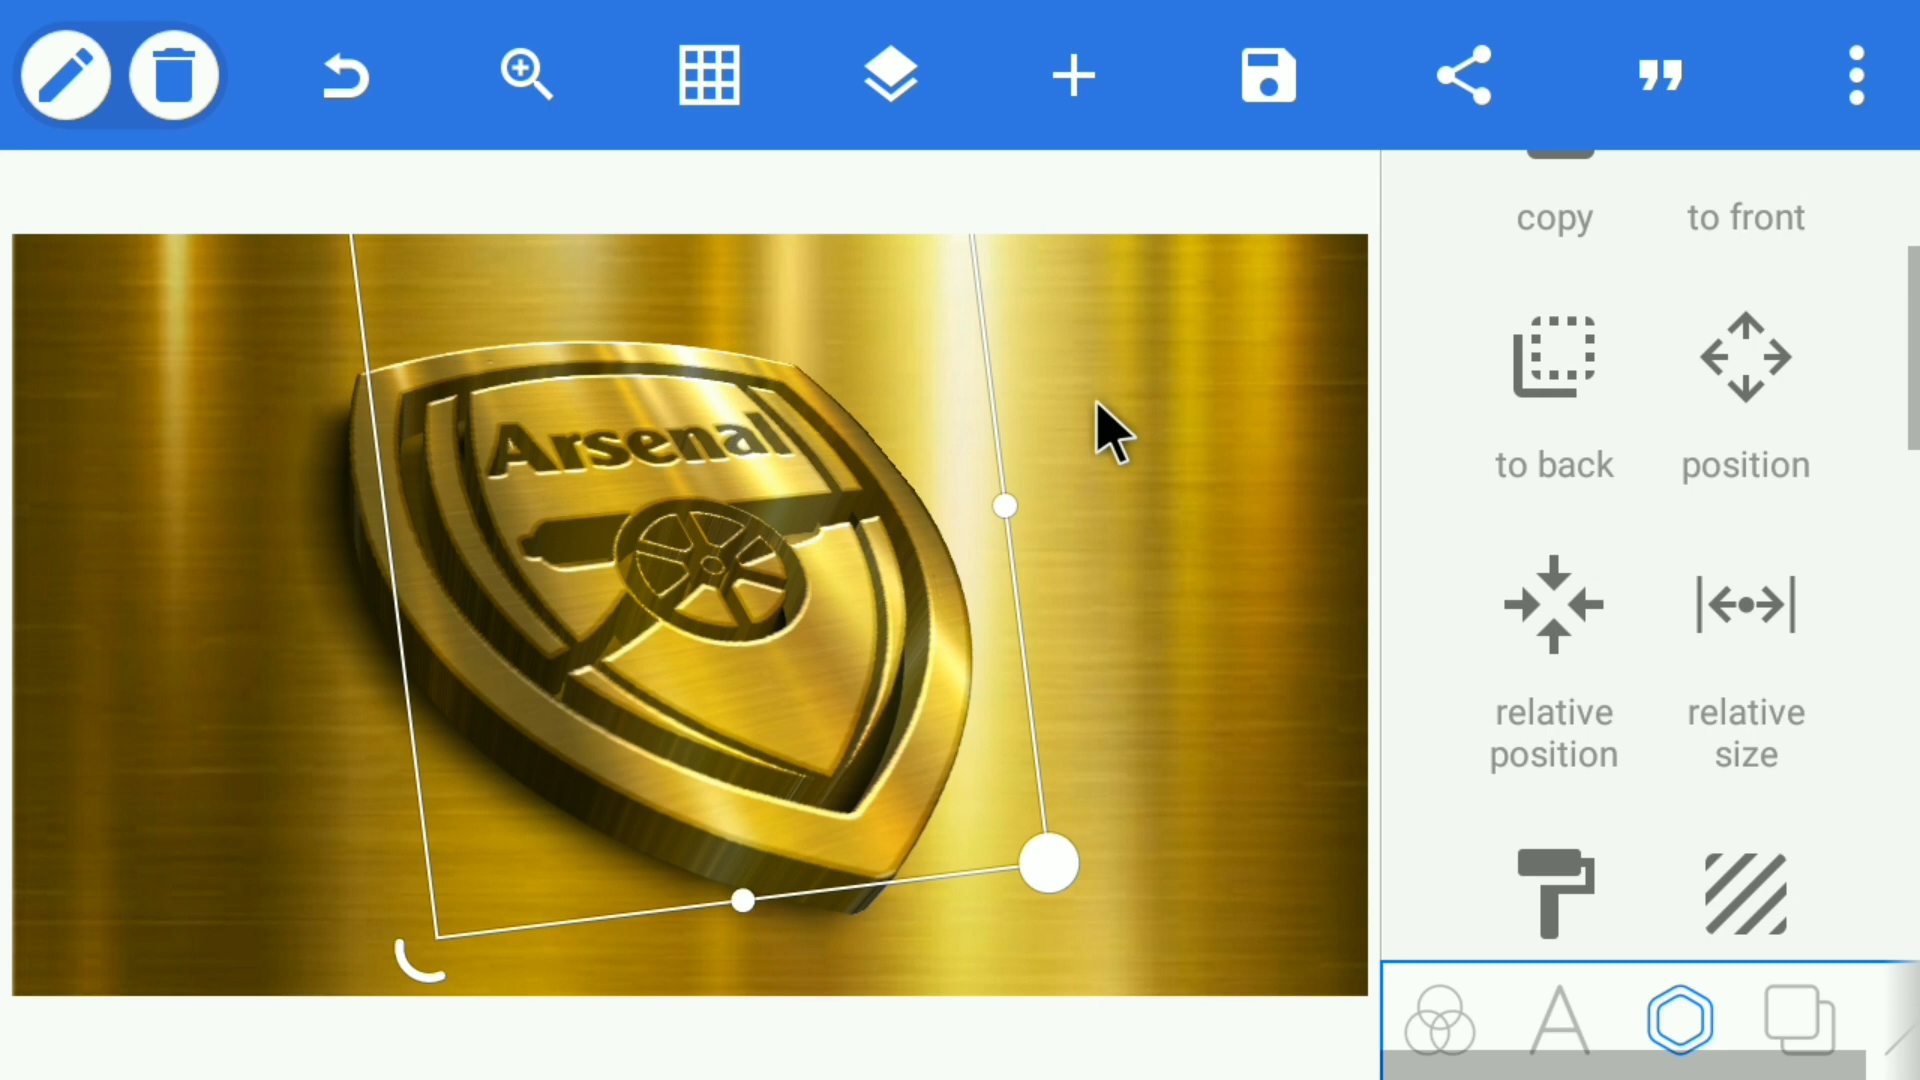 copy
to front
Arsenal
to back
position
relative
position
relative
size